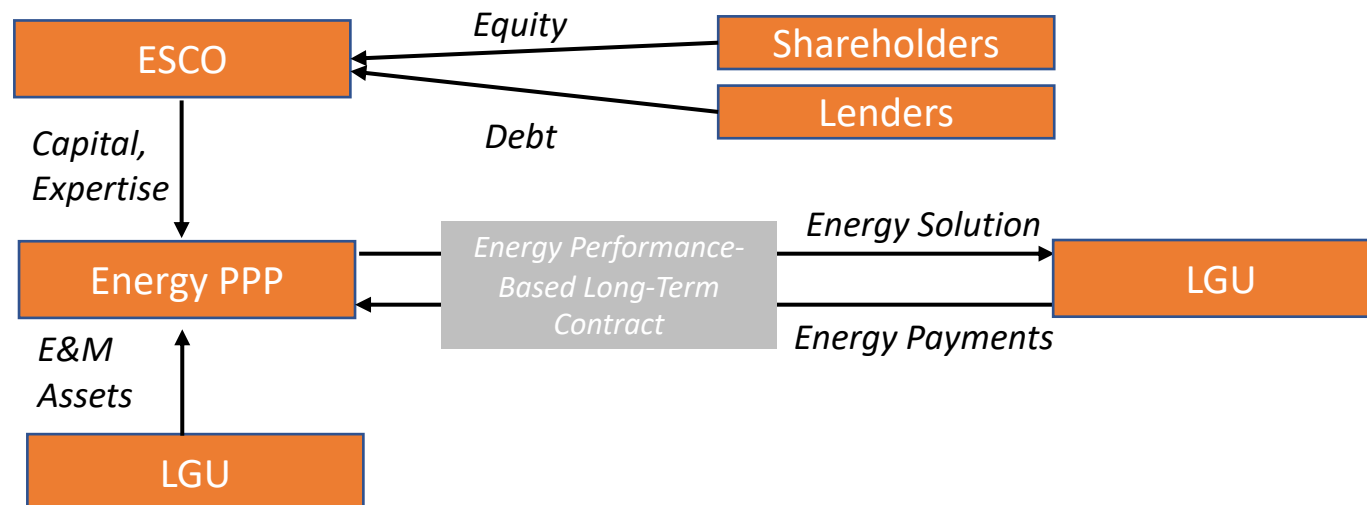 ESCO
Equity
Shareholders
Lenders
Debt
Capital,
Expertise
Energy PPP
Energy Performance-
Based Long-Term
Contract
Energy Solution
LGU
Energy Payments
E&M
Assets
LGU